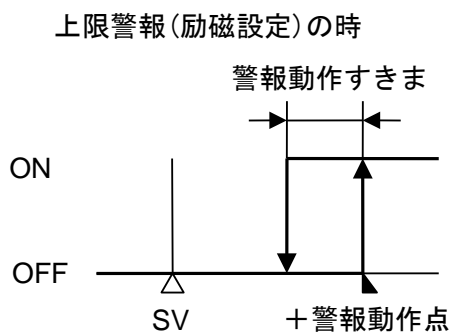 上限警報(励磁設定)の時
警報動作すきま
ON
OFF
SV
+警報動作点